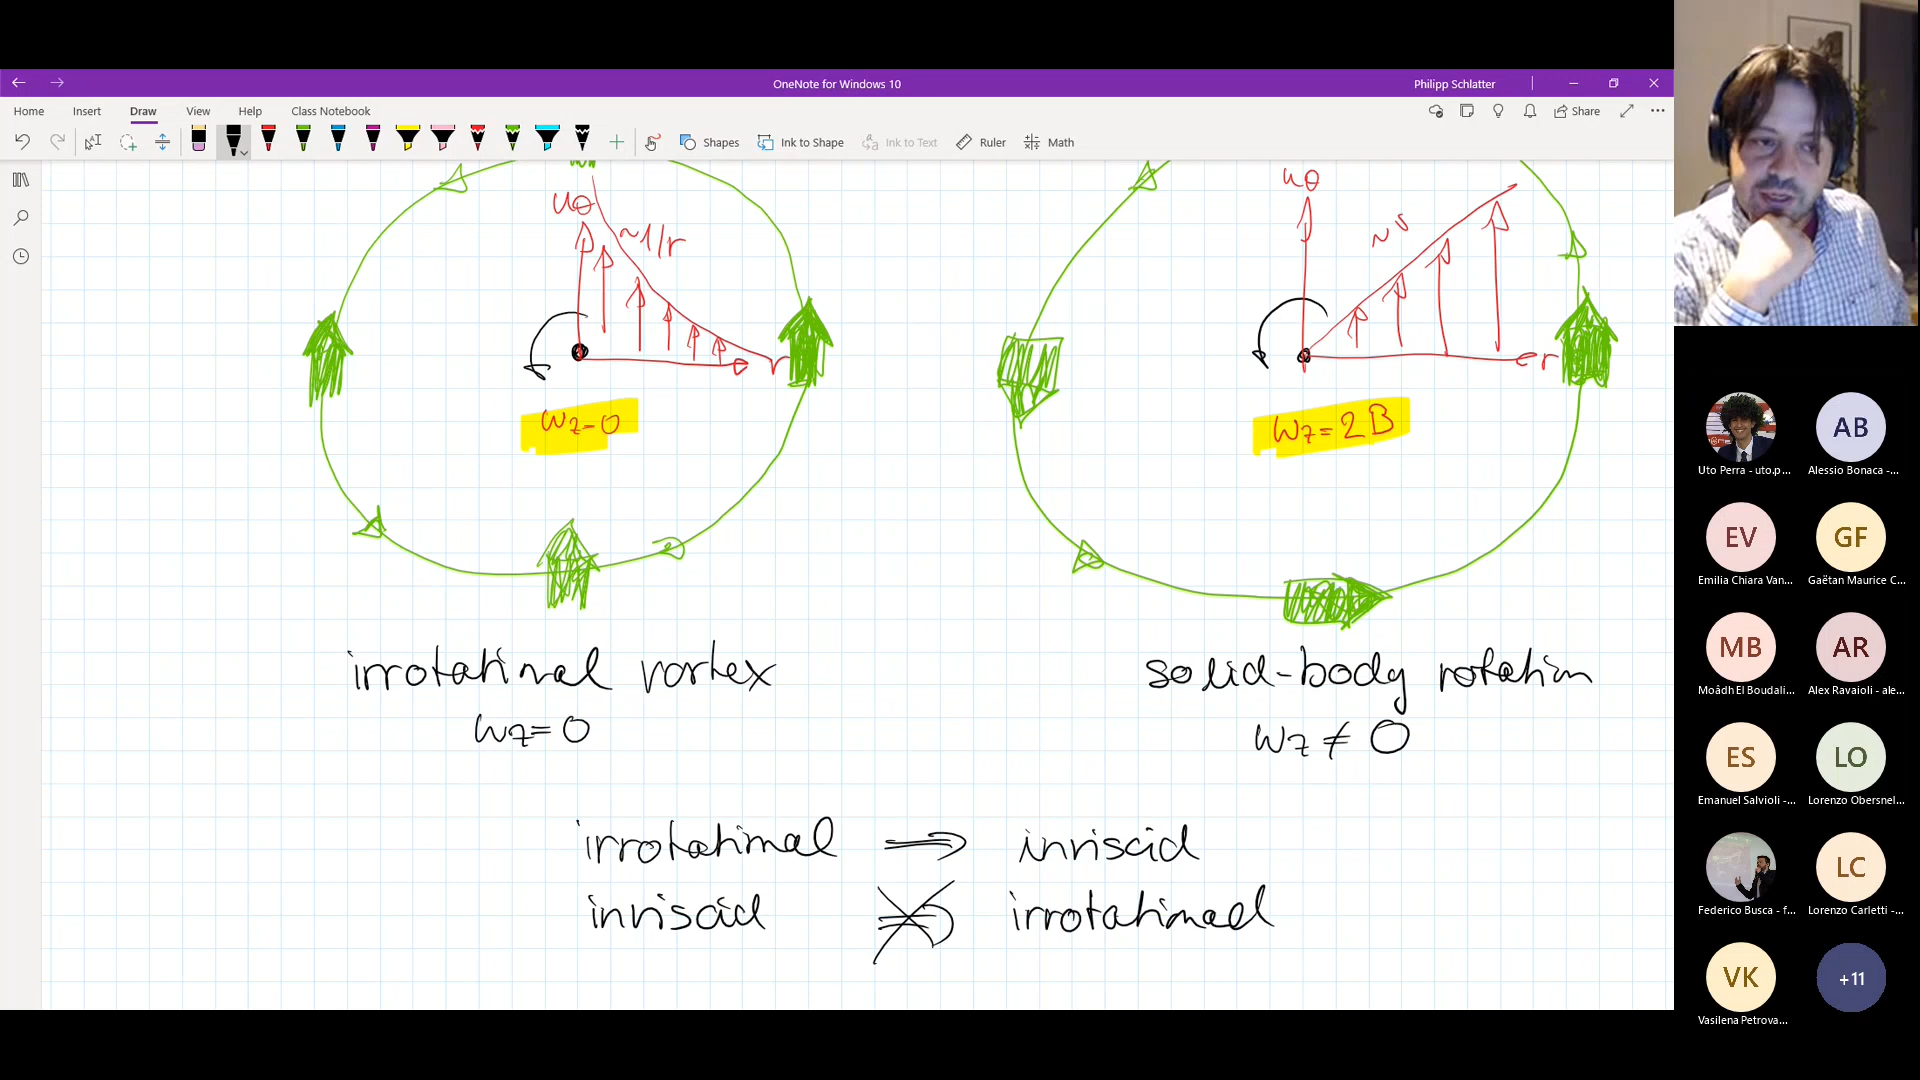 OneNote for Windows 10
Philipp Schlatter
Home Insert Draw View Help Class Notebook
Share
Shapes
Ink to Shape
Ink to Text
Ruler
Math
uθ
~1/r
r
ωz=0
uθ
~r
r
ωz=2B
irrotational vortex
ωz=0
solid-body rotation
ωz ≠ 0
irrotational ⟹ inviscid
inviscid ⟹ irrotational
Uto Perra - uto.p...
AB
Alessio Bonaca -...
EV
Emilia Chiara Van...
GF
Gaëtan Maurice C...
MB
Moâdh El Boudali...
AR
Alex Ravaioli - ale...
ES
Emanuel Salvioli -...
LO
Lorenzo Obersnel...
Federico Busca - f...
LC
Lorenzo Carletti -...
VK
Vasilena Petrova...
+11